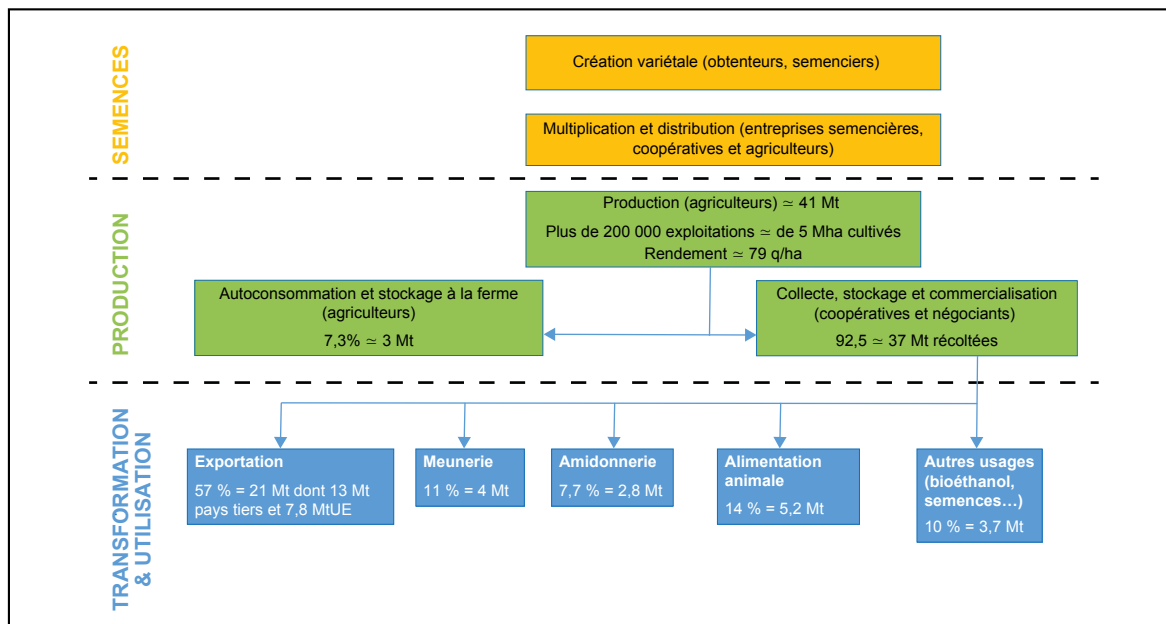 SEMENCES
Création variétale (obtenteurs, semenciers)
Multiplication et distribution (entreprises semencières,
coopératives et agriculteurs)
PRODUCTION
Production (agriculteurs) ≃ 41 Mt
Plus de 200 000 exploitations ≃ de 5 Mha cultivés
Rendement ≃ 79 q/ha
Autoconsommation et stockage à la ferme
(agriculteurs)
7,3% ≃ 3 Mt
Collecte, stockage et commercialisation
(coopératives et négociants)
92,5 ≃ 37 Mt récoltées
TRANSFORMATION
& UTILISATION
Exportation
57 % = 21 Mt dont 13 Mt
pays tiers et 7,8 MtUE
Meunerie
11 % = 4 Mt
Amidonnerie
7,7 % = 2,8 Mt
Alimentation
animale
14 % = 5,2 Mt
Autres usages
(bioéthanol,
semences…)
10 % = 3,7 Mt